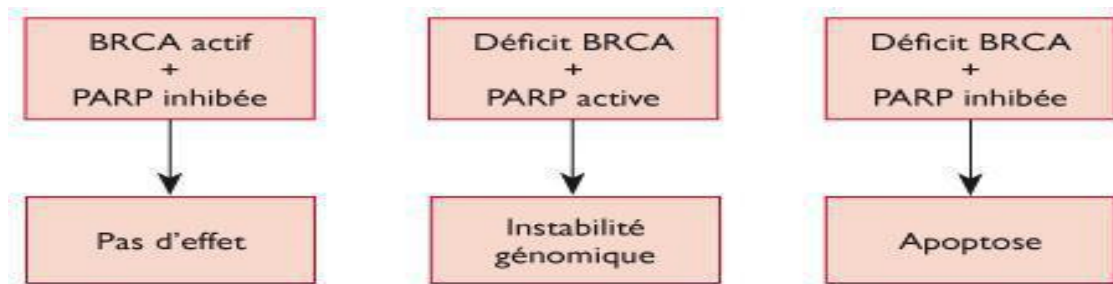 BRCA actif
+
PARP inhibée
Pas d'effet
Déficit BRCA
+
PARP active
Instabilité
génomique
Déficit BRCA
+
PARP inhibée
Apoptose